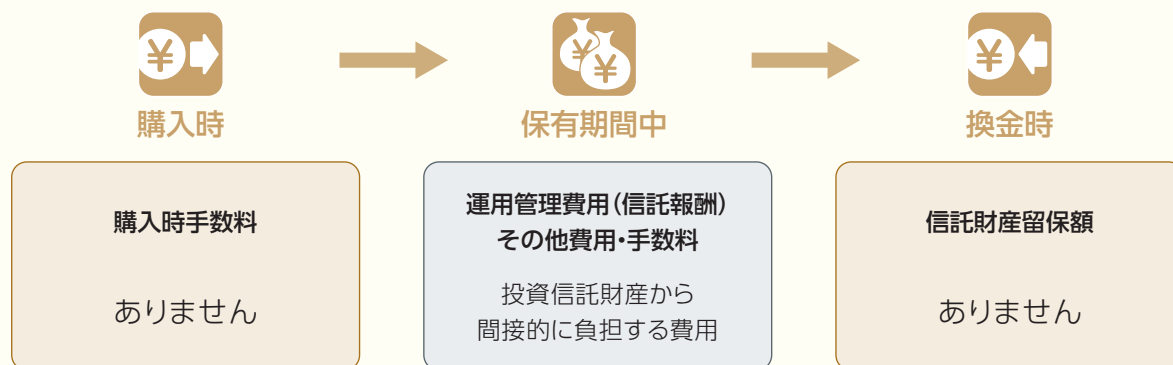 ¥
¥
¥
¥
購入時
保有期間中
換金時
購入時手数料
ありません
運用管理費用(信託報酬)
その他費用・手数料
投資信託財産から
間接的に負担する費用
信託財産留保額
ありません